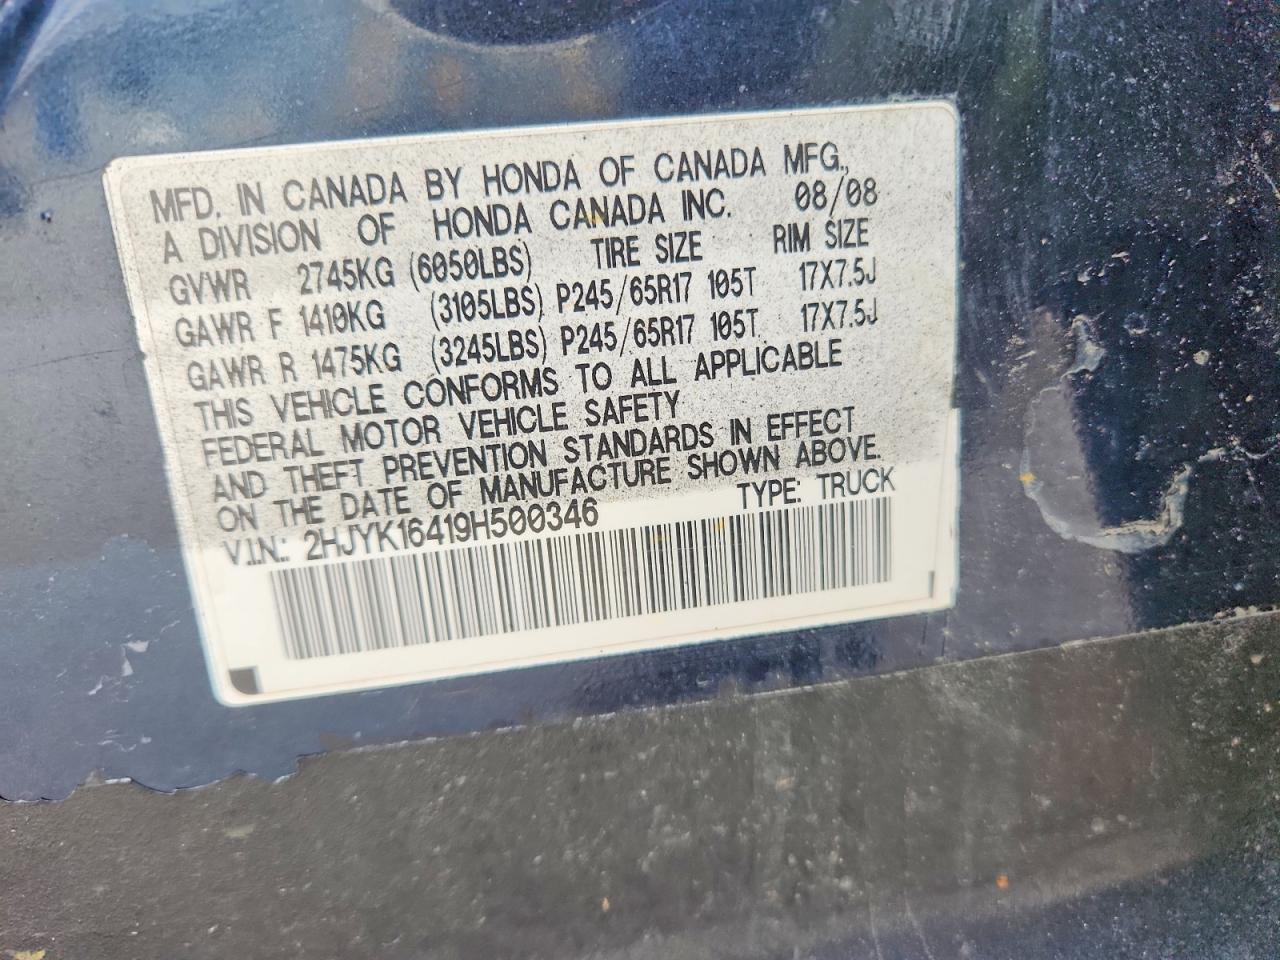 MFD. IN CANADA BY HONDA OF CANADA MFG.,
A DIVISION OF HONDA CANADA INC. 08/08
GVWR 2745KG (6050LBS) TIRE SIZE RIM SIZE
GAWR F 1410KG (3105LBS) P245/65R17 105T 17X7.5J
GAWR R 1475KG (3245LBS) P245/65R17 105T 17X7.5J
THIS VEHICLE CONFORMS TO ALL APPLICABLE
FEDERAL MOTOR VEHICLE SAFETY
AND THEFT PREVENTION STANDARDS IN EFFECT
ON THE DATE OF MANUFACTURE SHOWN ABOVE.
V.I.N.: 2HJYK16419H500346 TYPE: TRUCK